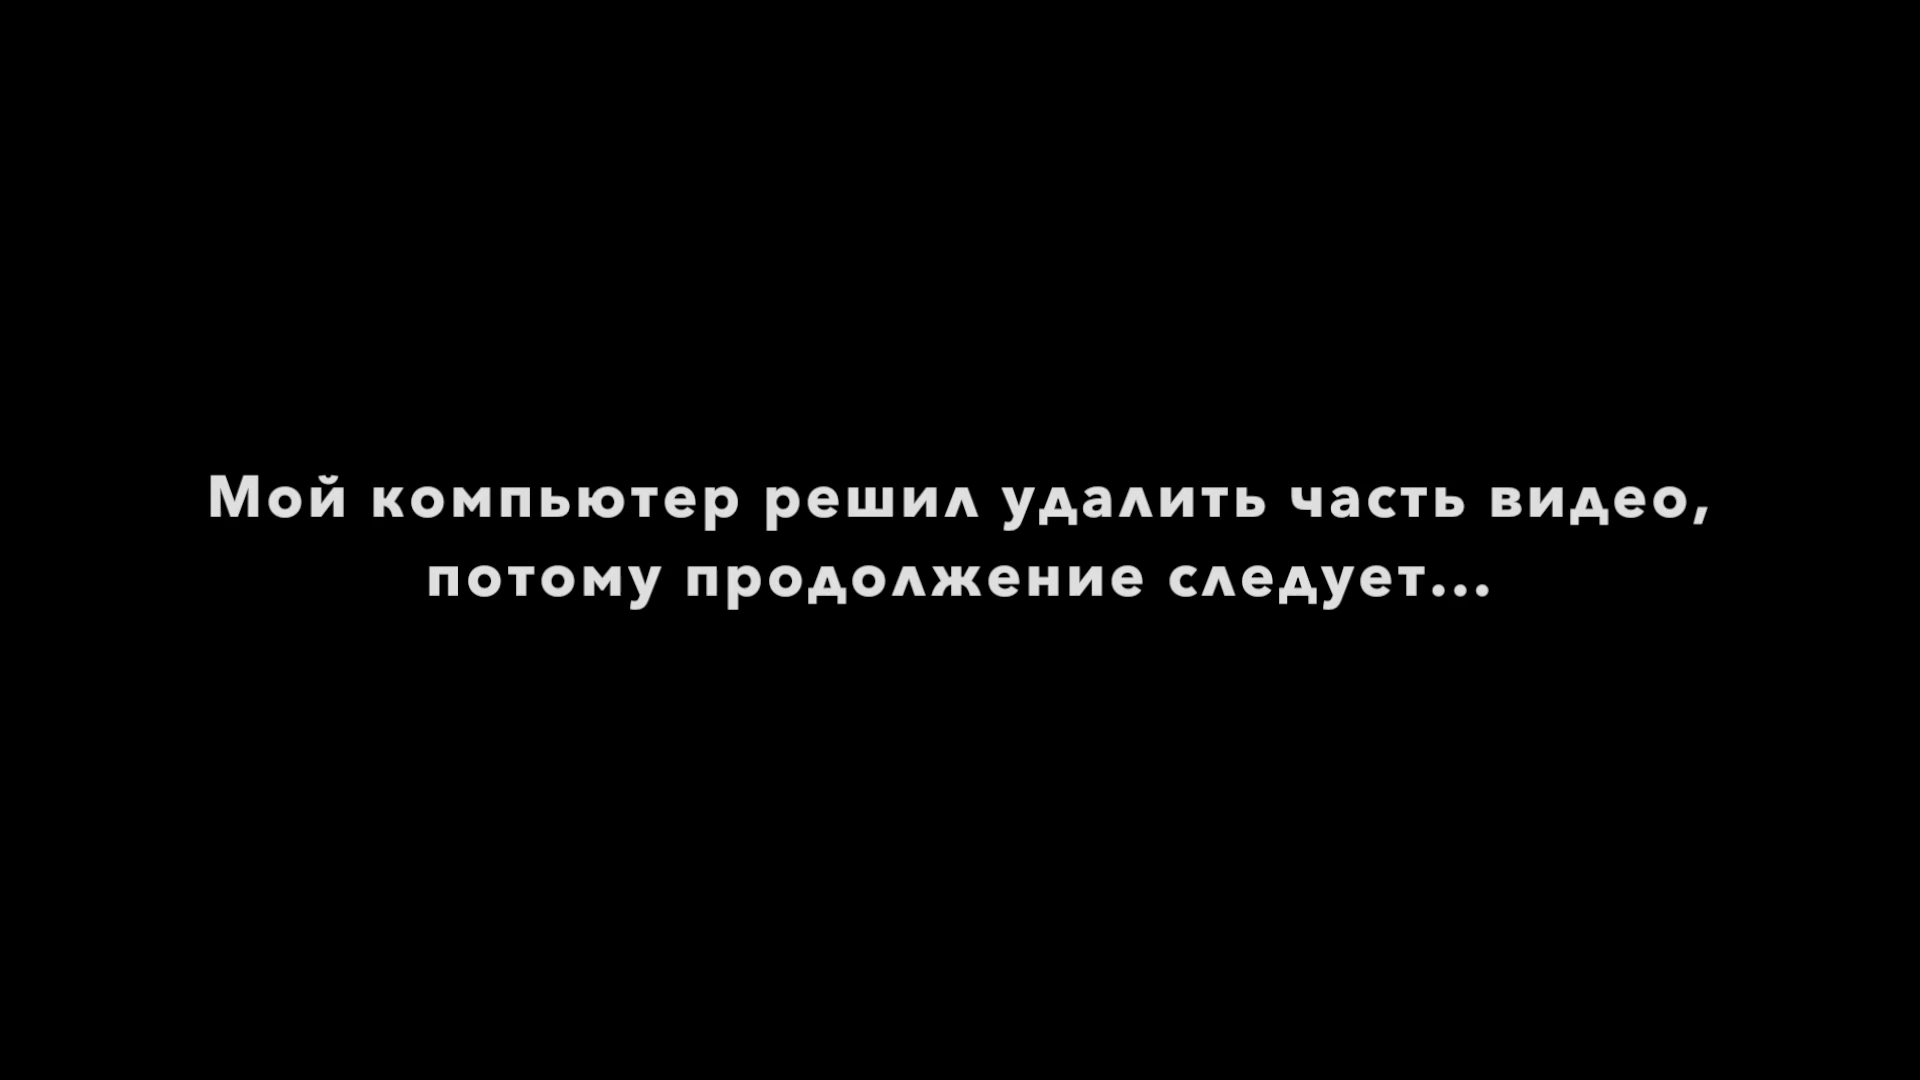 Мой компьютер решил удалить часть видео,
потому продолжение следует...